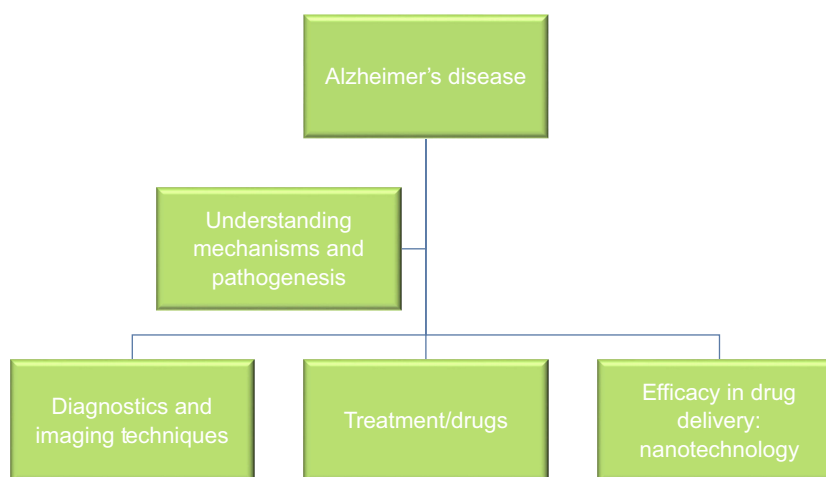 Alzheimer’s disease
Understanding
mechanisms and
pathogenesis
Diagnostics and
imaging techniques
Treatment/drugs
Efficacy in drug
delivery:
nanotechnology